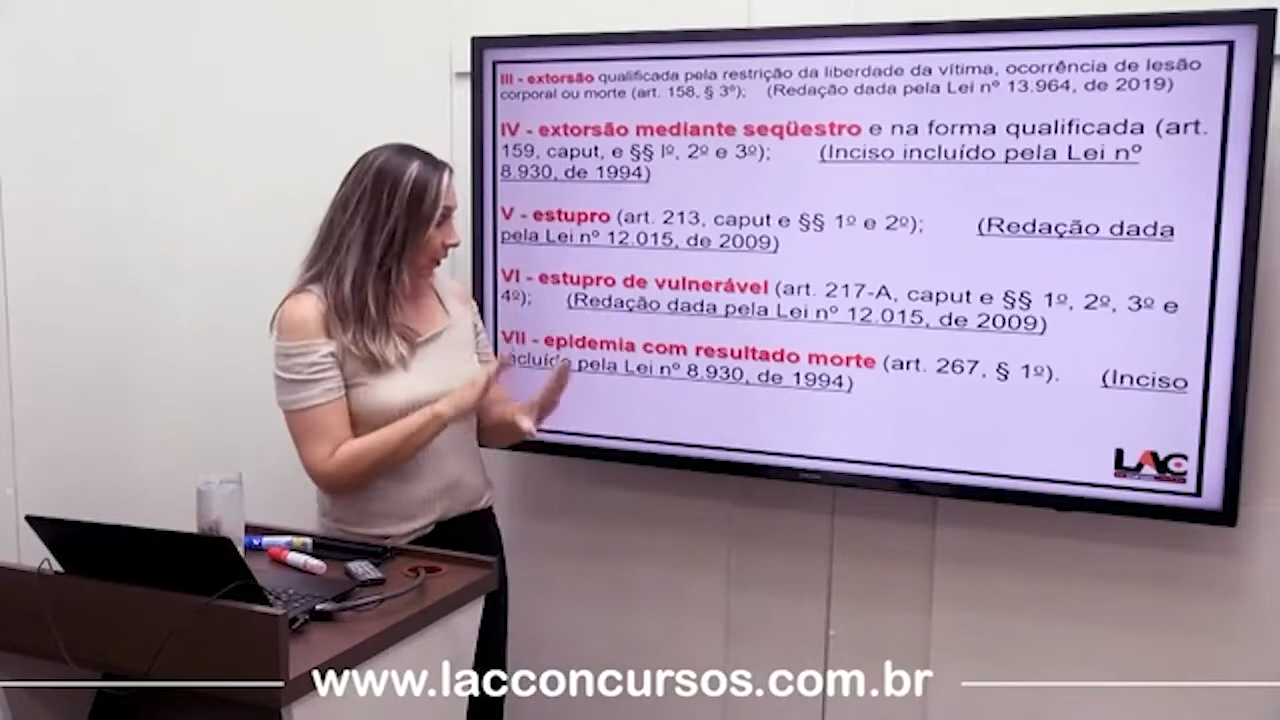 III - extorsão qualificada pela restrição da liberdade da vítima, ocorrência de lesão
corporal ou morte (art. 158, § 3º); (Redação dada pela Lei nº 13.964, de 2019)
IV - extorsão mediante seqüestro e na forma qualificada (art.
159, caput, e §§ lº, 2º e 3º); (Inciso incluído pela Lei nº
8.930, de 1994)
V - estupro (art. 213, caput e §§ 1º e 2º); (Redação dada
pela Lei nº 12.015, de 2009)
VI - estupro de vulnerável (art. 217-A, caput e §§ 1º, 2º, 3º e
4º); (Redação dada pela Lei nº 12.015, de 2009)
VII - epidemia com resultado morte (art. 267, § 1º). (Inciso
incluído pela Lei nº 8.930, de 1994)
LAC
www.lacconcursos.com.br